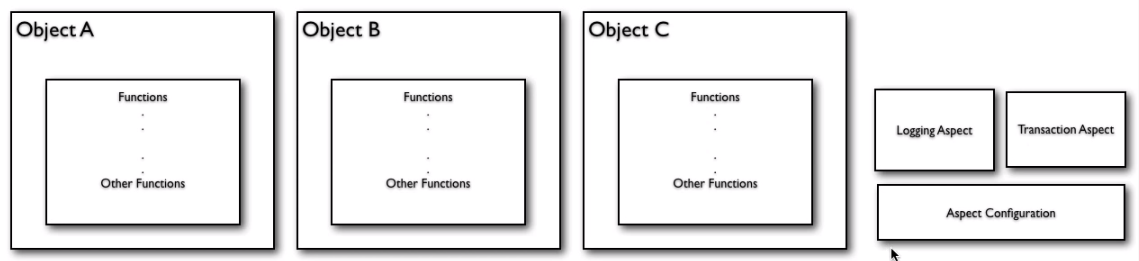 Object A
Functions
.
.
.
.
Other Functions
Object B
Functions
.
.
.
.
Other Functions
Object C
Functions
.
.
.
.
Other Functions
Logging Aspect
Transaction Aspect
Aspect Configuration